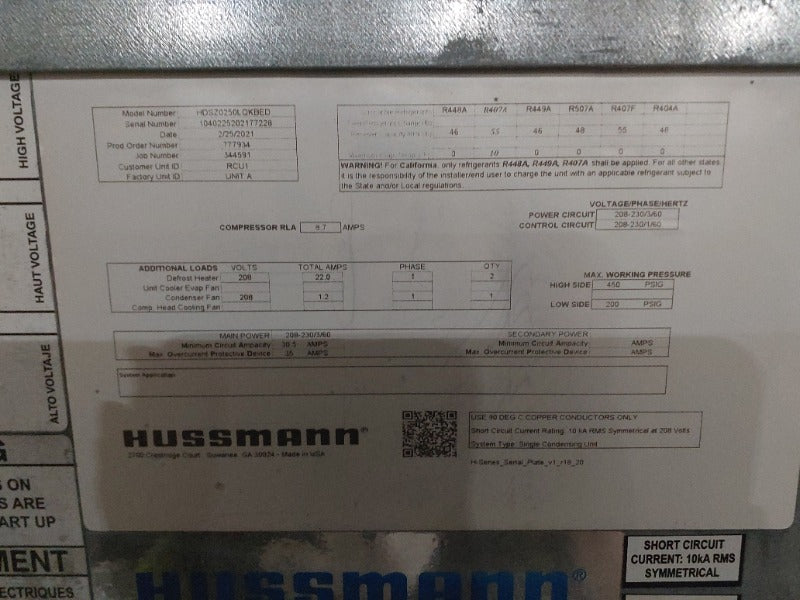 HIGH VOLTAGE
HAUT VOLTAGE
ALTO VOLTAJE
Model Number HDSZ0250LQKBED
Serial Number 1040225202177228
Date 2/25/2021
Prod Order Number 777934
Job Number 344591
Customer Unit ID RCU1
Factory Unit ID UNIT A
R448A R407A R449A R507A R407F R404A
46 55 46 48 55 48
0 10 0 0 0 0
WARNING! For California, only refrigerants R448A, R449A, R407A shall be applied. For all other states
it is the responsibility of the installer/end user to charge the unit with an applicable refrigerant subject to
the State and/or Local regulations.
COMPRESSOR RLA 8.7 AMPS
VOLTAGE/PHASE/HERTZ
POWER CIRCUIT 208-230/3/60
CONTROL CIRCUIT 208-230/1/60
ADDITIONAL LOADS VOLTS TOTAL AMPS PHASE QTY
Defrost Heater 208 22.0 1 2
Unit Cooler Evap Fan
Condenser Fan 208 1.2 1 1
Comp. Head Cooling Fan
MAX. WORKING PRESSURE
HIGH SIDE 450 PSIG
LOW SIDE 200 PSIG
MAIN POWER 208-230/3/60 SECONDARY POWER
Minimum Circuit Ampacity 30.5 AMPS Minimum Circuit Ampacity AMPS
Max. Overcurrent Protective Device 35 AMPS Max. Overcurrent Protective Device AMPS
System Application
HUSSMANN®
Court Suwanee, GA 30024 - Made in USA
USE 90 DEG C COPPER CONDUCTORS ONLY
Short Circuit Current Rating: 10 kA RMS Symmetrical at 208 Volts
System Type: Single Condensing Unit
H-Series_Serial_Plate_v1_r18_20
G
S ON
S ARE
ART UP
MENT
ECTRIQUES
HUSSMANN®
SHORT CIRCUIT
CURRENT: 10kA RMS
SYMMETRICAL